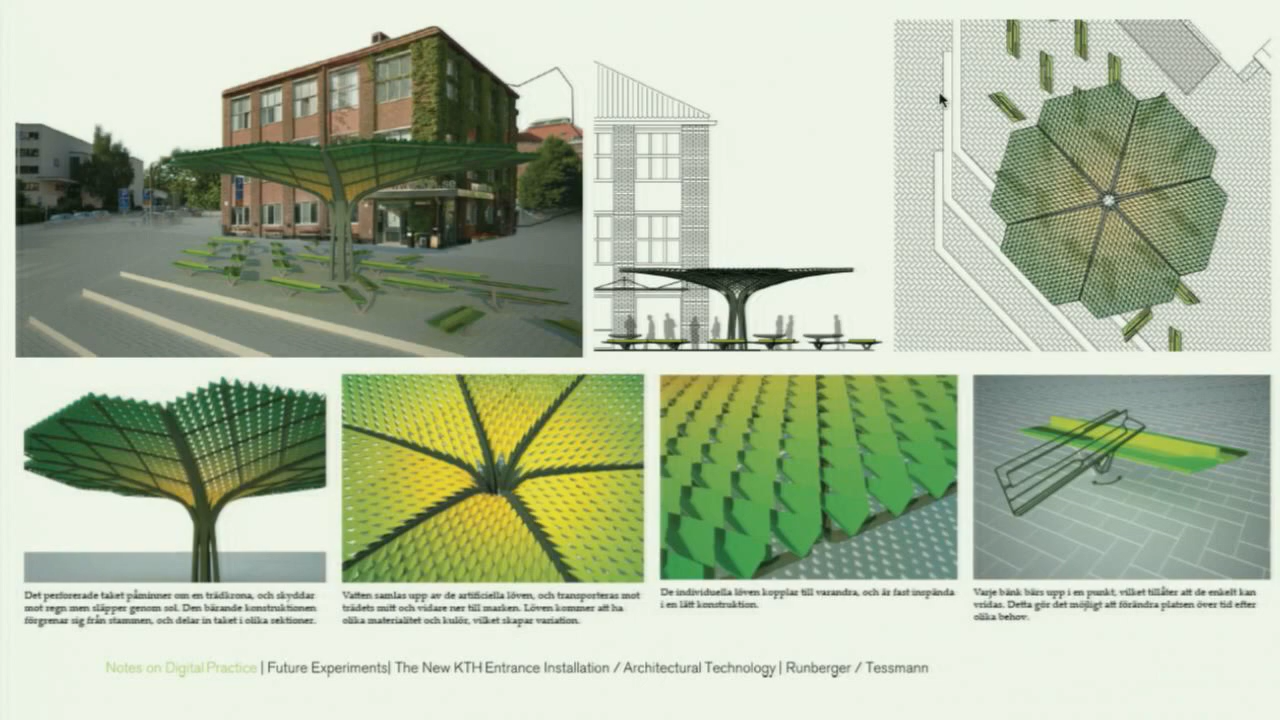 Det perforerade taket påminner om en trädkrona, och skyddar
mot regn men släpper genom sol. Den bärande konstruktionen
förgrenar sig från stammen, och delar in taket i olika sektioner.
Vatten samlas upp av de artificiella löven, och transporteras mot
trädets mitt och vidare ner till marken. Löven kommer att ha
olika materialitet och kulör, vilket skapar variation.
De individuella löven kopplar till varandra, och är fast inspända
i en lätt konstruktion.
Varje bänk bärs upp i en punkt, vilket tillåter att de enkelt kan
vridas. Detta gör det möjligt att förändra platsen över tid efter
olika behov.
Notes on Digital Practice | Future Experiments| The New KTH Entrance Installation / Architectural Technology | Runberger / Tessmann